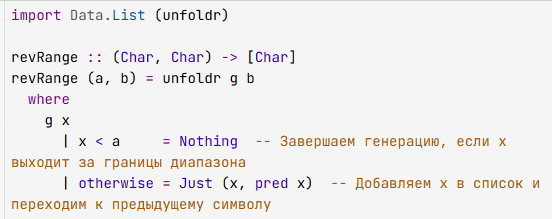 import Data.List (unfoldr)

revRange :: (Char, Char) -> [Char]
revRange (a, b) = unfoldr g b
  where
    g x
      | x < a     = Nothing  -- Завершаем генерацию, если x
выходит за границы диапазона
      | otherwise = Just (x, pred x)  -- Добавляем x в список и
переходим к предыдущему символу